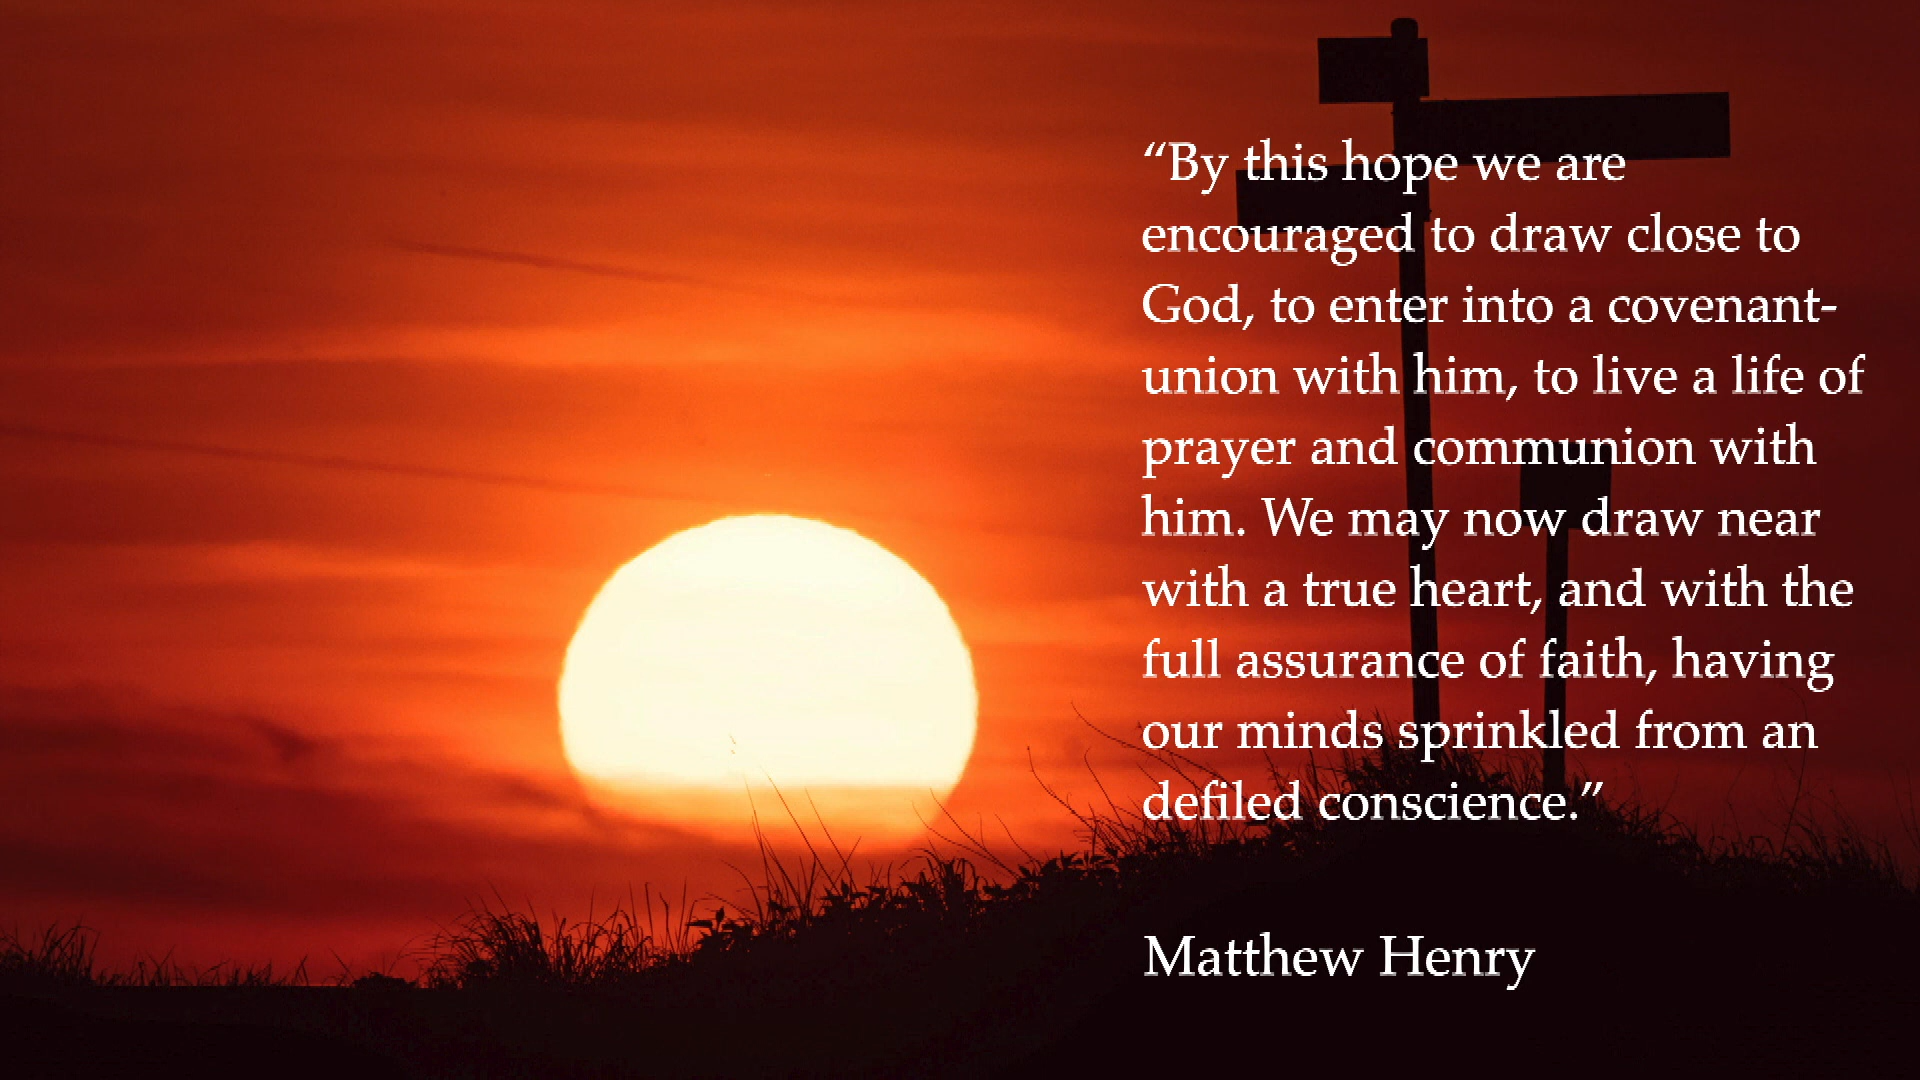 “By this hope we are
encouraged to draw close to
God, to enter into a covenant-
union with him, to live a life of
prayer and communion with
him. We may now draw near
with a true heart, and with the
full assurance of faith, having
our minds sprinkled from an
defiled conscience.”
Matthew Henry